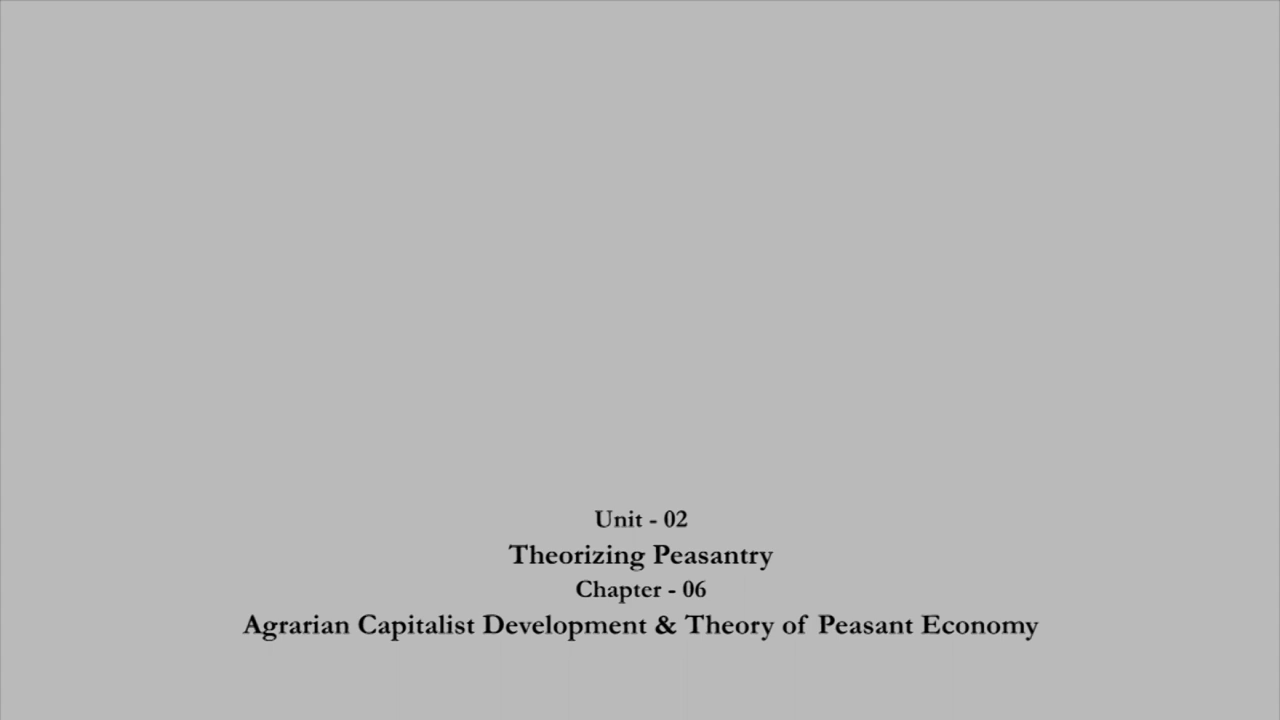 Unit - 02
Theorizing Peasantry
Chapter - 06
Agrarian Capitalist Development & Theory of Peasant Economy